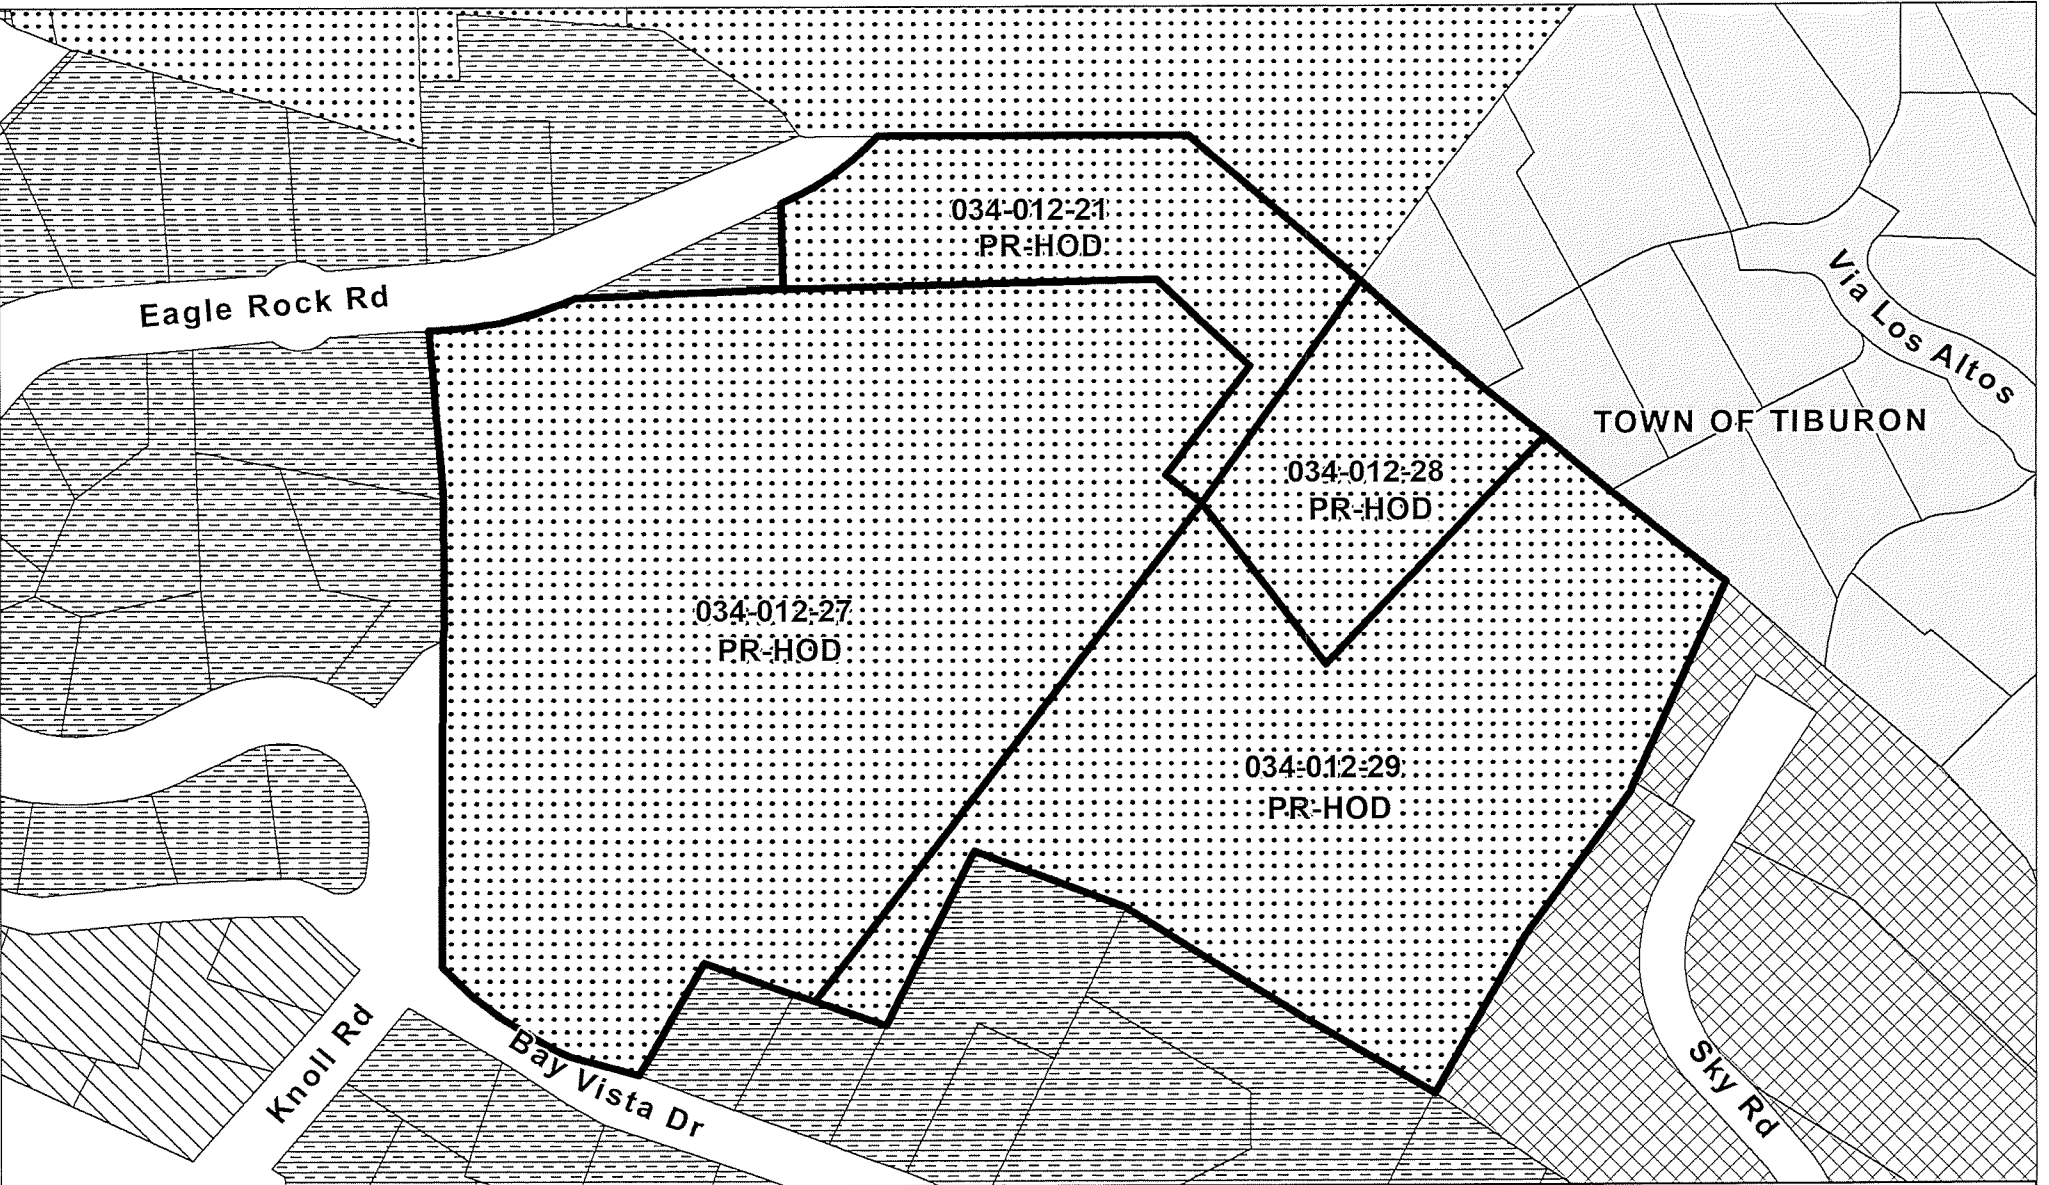 034-012-21
PR-HOD
Eagle Rock Rd
Via Los Altos
TOWN OF TIBURON
034-012-28
PR-HOD
034-012-27
PR-HOD
034-012-29
PR-HOD
Knoll Rd
Bay Vista Dr
Sky Rd